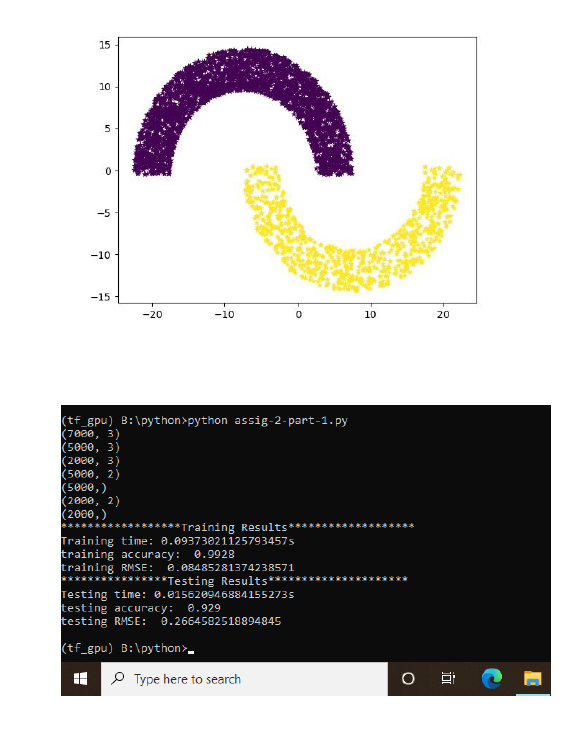 15
10
5
0
−5
−10
−15
−20 −10 0 10 20
(tf_gpu) B:\python>python assig-2-part-1.py
(7000, 3)
(5000, 3)
(2000, 3)
(5000, 2)
(5000,)
(2000, 2)
(2000,)
******************Training Results*******************
Training time: 0.09373021125793457s
training accuracy:  0.9928
training RMSE:  0.08485281374238571
****************Testing Results*********************
Testing time: 0.015620946884155273s
testing accuracy:  0.929
testing RMSE:  0.2664582518894845
(tf_gpu) B:\python>
Type here to search